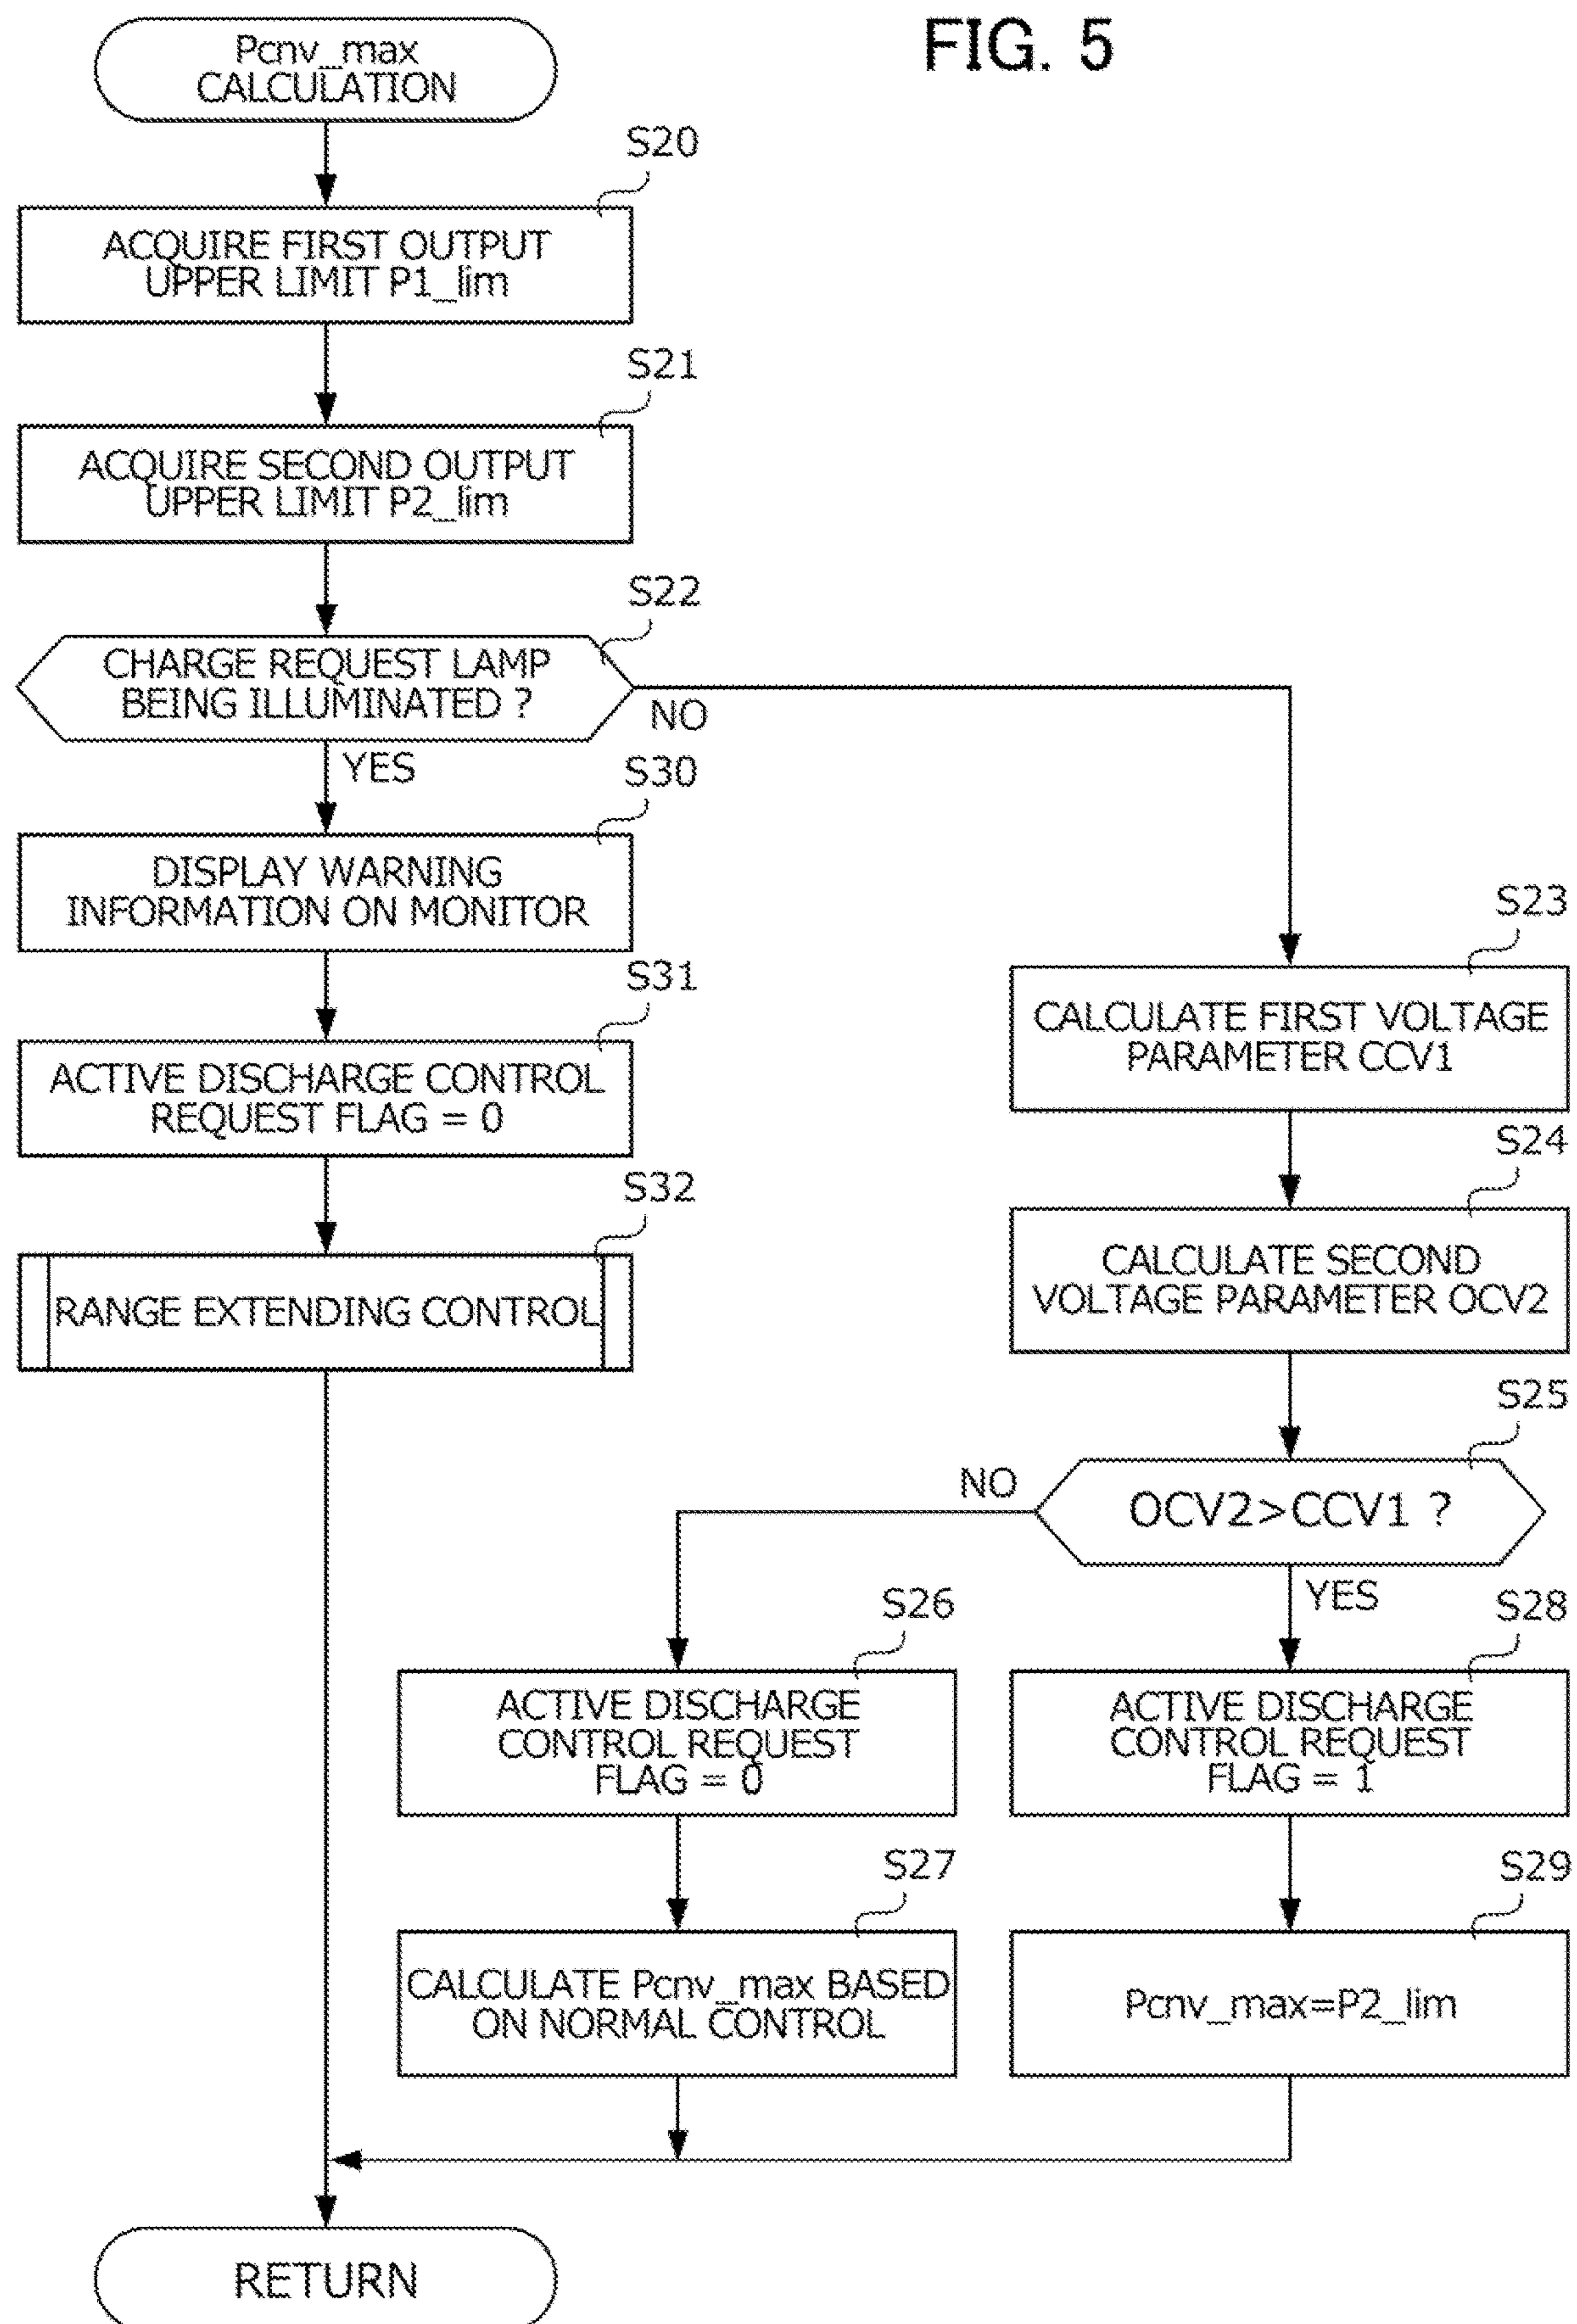 FIG. 5
Pcnv_max
CALCULATION
S20
ACQUIRE FIRST OUTPUT
UPPER LIMIT P1_lim
S21
ACQUIRE SECOND OUTPUT
UPPER LIMIT P2_lim
S22
CHARGE REQUEST LAMP
BEING ILLUMINATED ?
NO
YES
S30
DISPLAY WARNING
INFORMATION ON MONITOR
S31
ACTIVE DISCHARGE CONTROL
REQUEST FLAG = 0
S32
RANGE EXTENDING CONTROL
S23
CALCULATE FIRST VOLTAGE
PARAMETER CCV1
S24
CALCULATE SECOND
VOLTAGE PARAMETER OCV2
S25
OCV2>CCV1 ?
NO
YES
S26
ACTIVE DISCHARGE
CONTROL REQUEST
FLAG = 0
S27
CALCULATE Pcnv_max BASED
ON NORMAL CONTROL
S28
ACTIVE DISCHARGE
CONTROL REQUEST
FLAG = 1
S29
Pcnv_max=P2_lim
RETURN